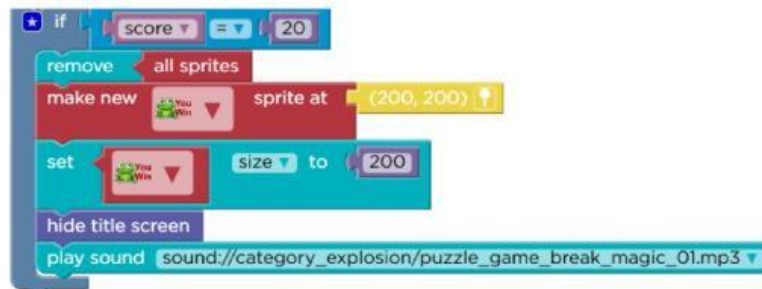 if score = 20
remove all sprites
make new You Win sprite at (200, 200)
set You Win size to 200
hide title screen
play sound sound://category_explosion/puzzle_game_break_magic_01.mp3